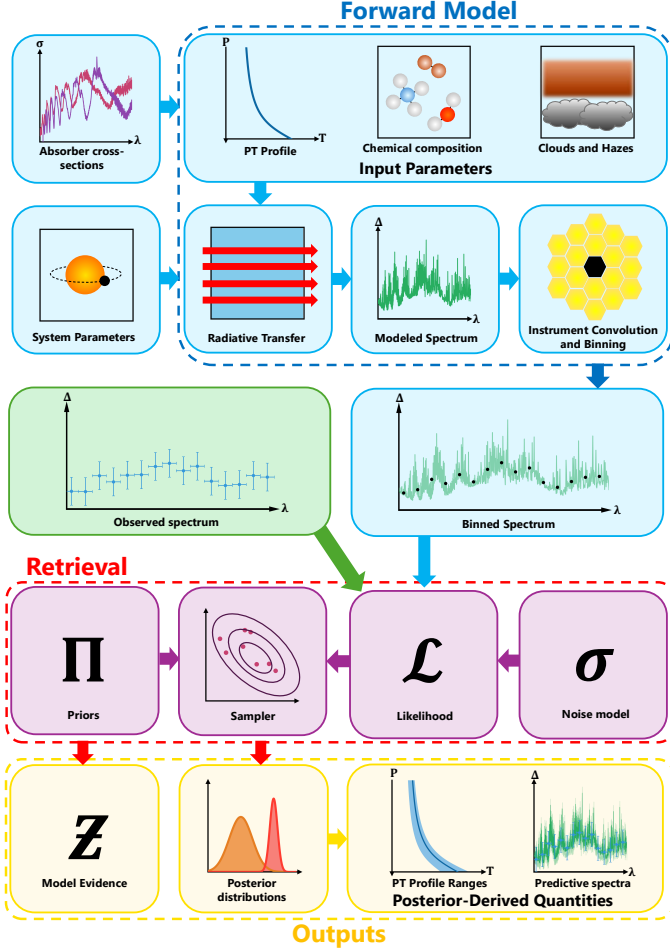 Forward Model
σ
λ
Absorber cross-
sections
P
T
PT Profile
Chemical composition
Clouds and Hazes
Input Parameters
System Parameters
Radiative Transfer
Δ
λ
Modeled Spectrum
Instrument Convolution
and Binning
Δ
λ
Observed spectrum
Δ
λ
Binned Spectrum
Retrieval
Π
Priors
Sampler
ℒ
Likelihood
σ
Noise model
Ƶ
Model Evidence
Posterior
distributions
P
T
PT Profile Ranges
Δ
λ
Predictive spectra
Posterior-Derived Quantities
Outputs